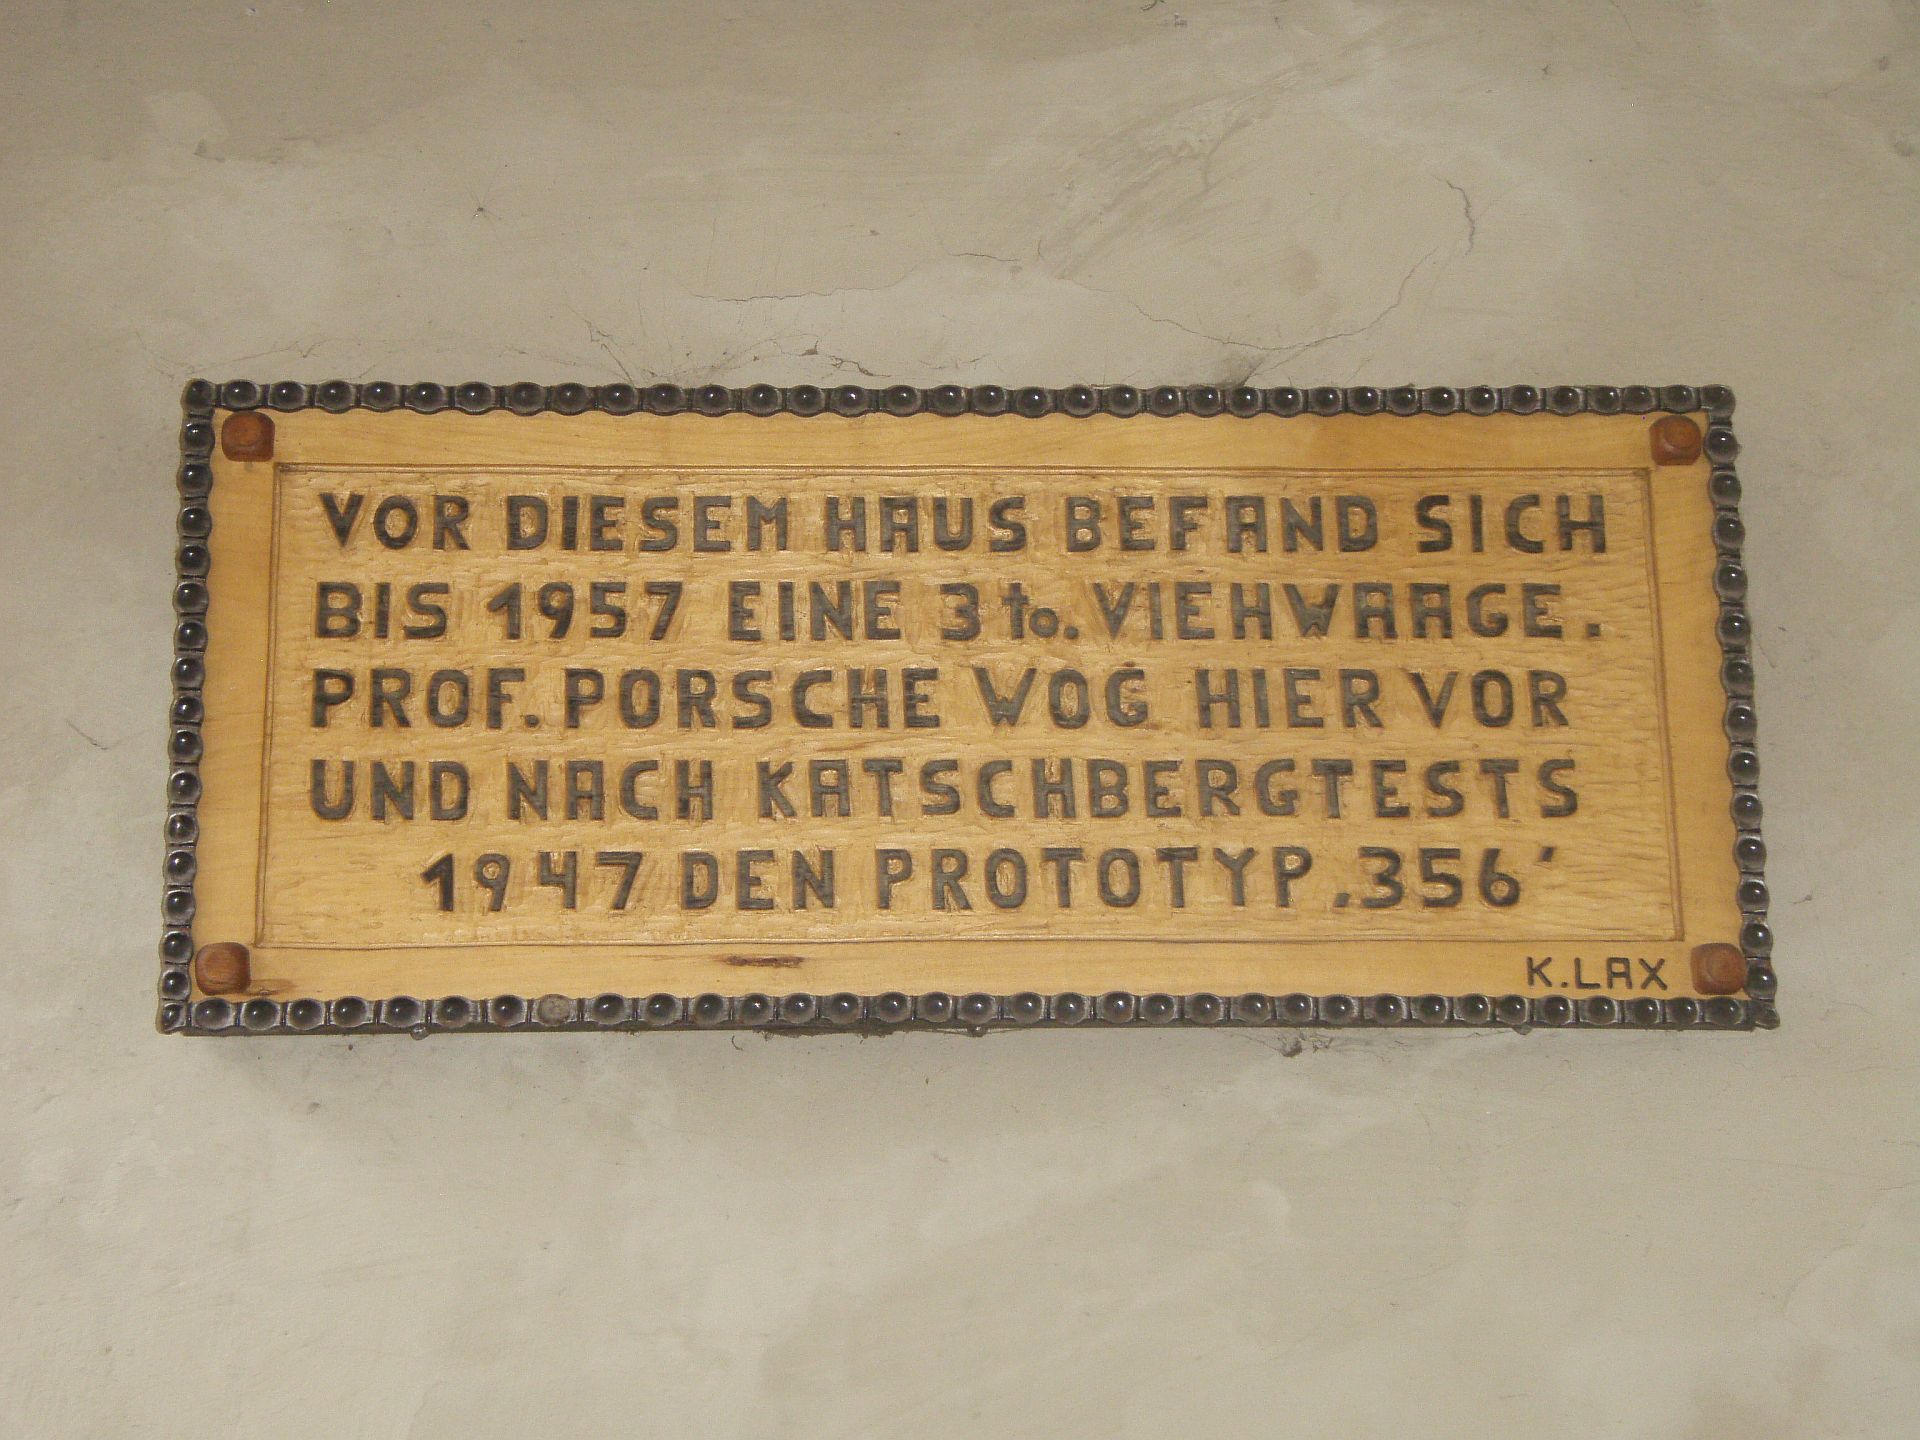 VOR DIESEM HAUS BEFAND SICH
BIS 1957 EINE 3 to. VIEHWAAGE.
PROF. PORSCHE WOG HIER VOR
UND NACH KATSCHBERGTESTS
1947 DEN PROTOTYP ‚356'
K.LAX